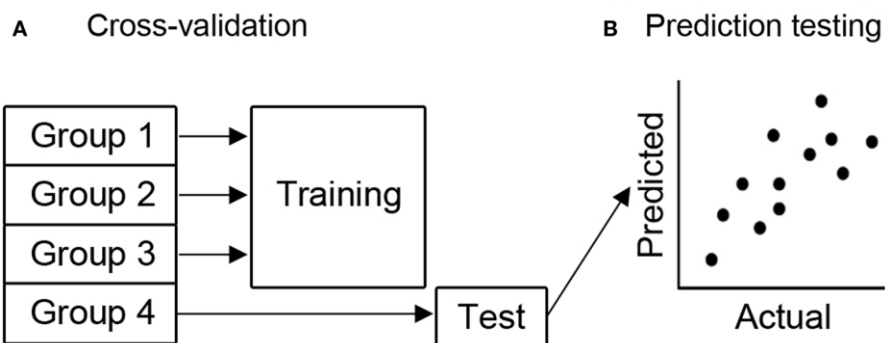 A Cross-validation
Group 1
Group 2
Group 3
Group 4
Training
Test
B Prediction testing
Predicted
Actual